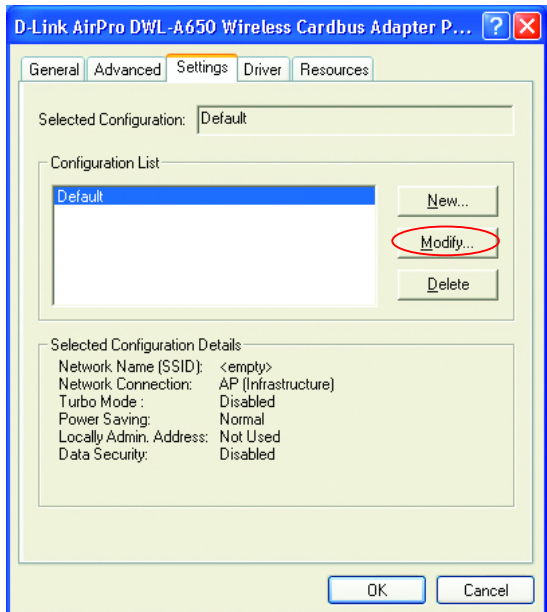 D-Link AirPro DWL-A650 Wireless Cardbus Adapter P...
General Advanced Settings Driver Resources
Selected Configuration: Default
Configuration List
Default
New...
Modify...
Delete
Selected Configuration Details
Network Name (SSID): <empty>
Network Connection: AP (Infrastructure)
Turbo Mode : Disabled
Power Saving: Normal
Locally Admin. Address: Not Used
Data Security: Disabled
OK Cancel